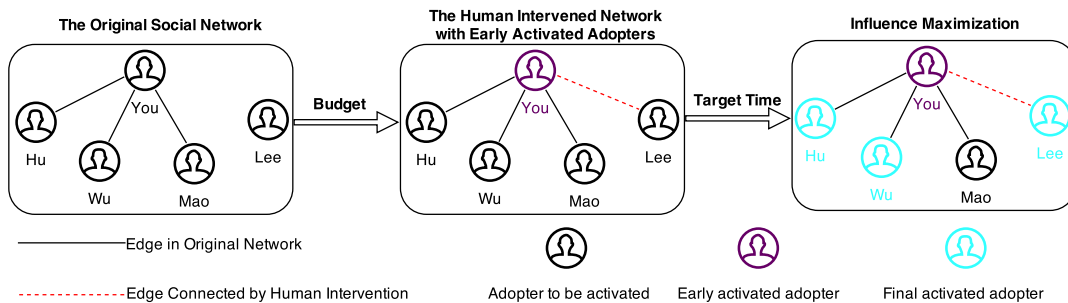 The Original Social Network
The Human Intervened Network
with Early Activated Adopters
Influence Maximization
You
Hu
Wu
Mao
Lee
Budget
You
Hu
Wu
Mao
Lee
Target Time
You
Hu
Wu
Mao
Lee
Edge in Original Network
Edge Connected by Human Intervention
Adopter to be activated
Early activated adopter
Final activated adopter